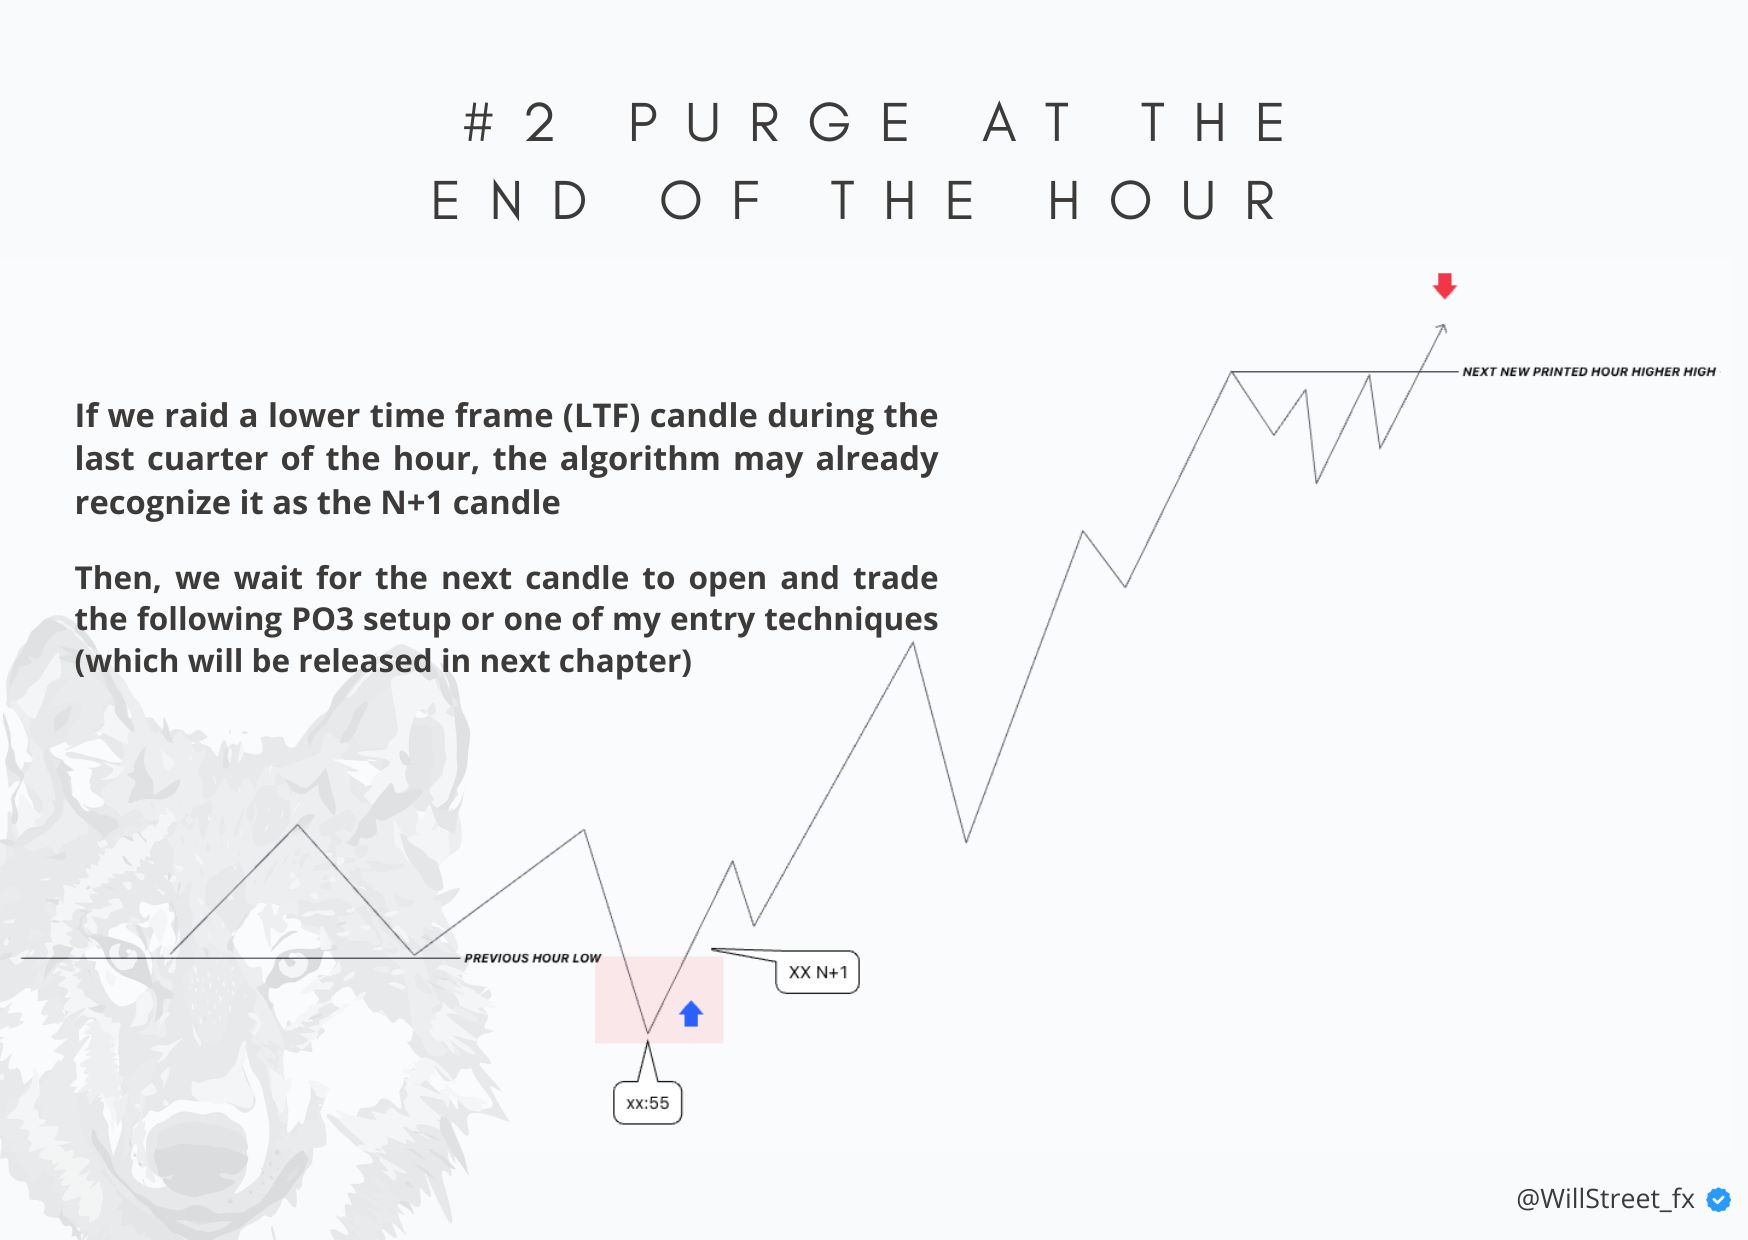 #2 PURGE AT THE
END OF THE HOUR
If we raid a lower time frame (LTF) candle during the
last cuarter of the hour, the algorithm may already
recognize it as the N+1 candle
Then, we wait for the next candle to open and trade
the following PO3 setup or one of my entry techniques
(which will be released in next chapter)
NEXT NEW PRINTED HOUR HIGHER HIGH
PREVIOUS HOUR LOW
XX N+1
xx:55
@WillStreet_fx